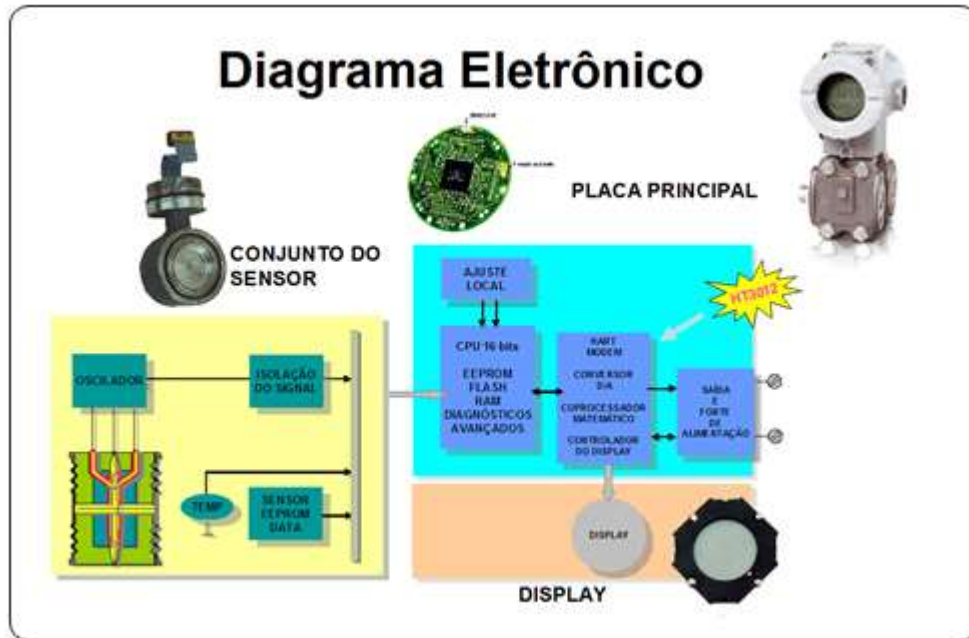 Diagrama Eletrônico
PLACA PRINCIPAL
CONJUNTO DO
SENSOR
AJUSTE
LOCAL
HT3012
CPU 16 bits
EEPROM
FLASH
RAM
DIAGNÓSTICOS
AVANÇADOS
HART
MODEM
CONVERSOR
D/A
COPROCESSADOR
MATEMÁTICO
CONTROLADOR
DO DISPLAY
SAÍDA
E
FORTE
DE
ALIMENTAÇÃO
OSCILADOR
ISOLAÇÃO
DO SIGNAL
TEMP
SENSOR
EEPROM
DATA
DISPLAY
DISPLAY